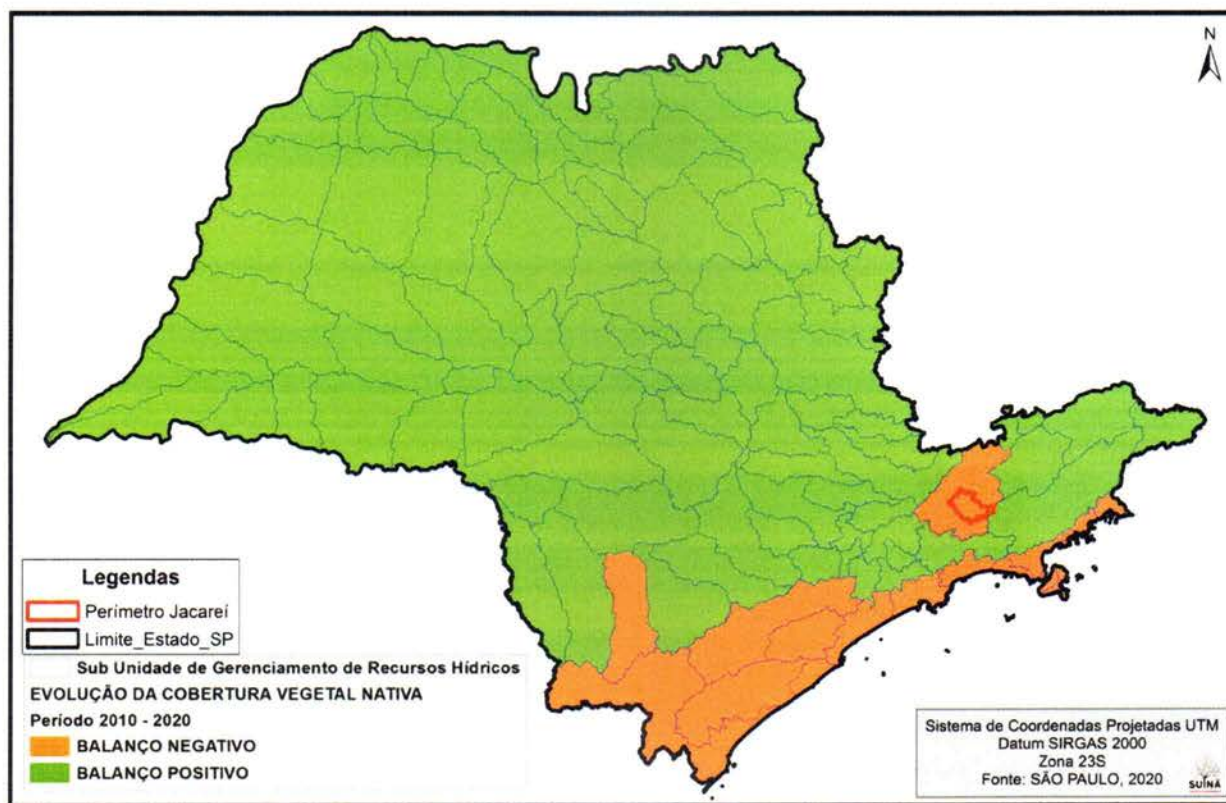 N
Legendas
Perímetro Jacareí
Limite_Estado_SP
Sub Unidade de Gerenciamento de Recursos Hídricos
EVOLUÇÃO DA COBERTURA VEGETAL NATIVA
Período 2010 - 2020
BALANÇO NEGATIVO
BALANÇO POSITIVO
Sistema de Coordenadas Projetadas UTM
Datum SIRGAS 2000
Zona 23S
Fonte: SÃO PAULO, 2020
SUINÃ